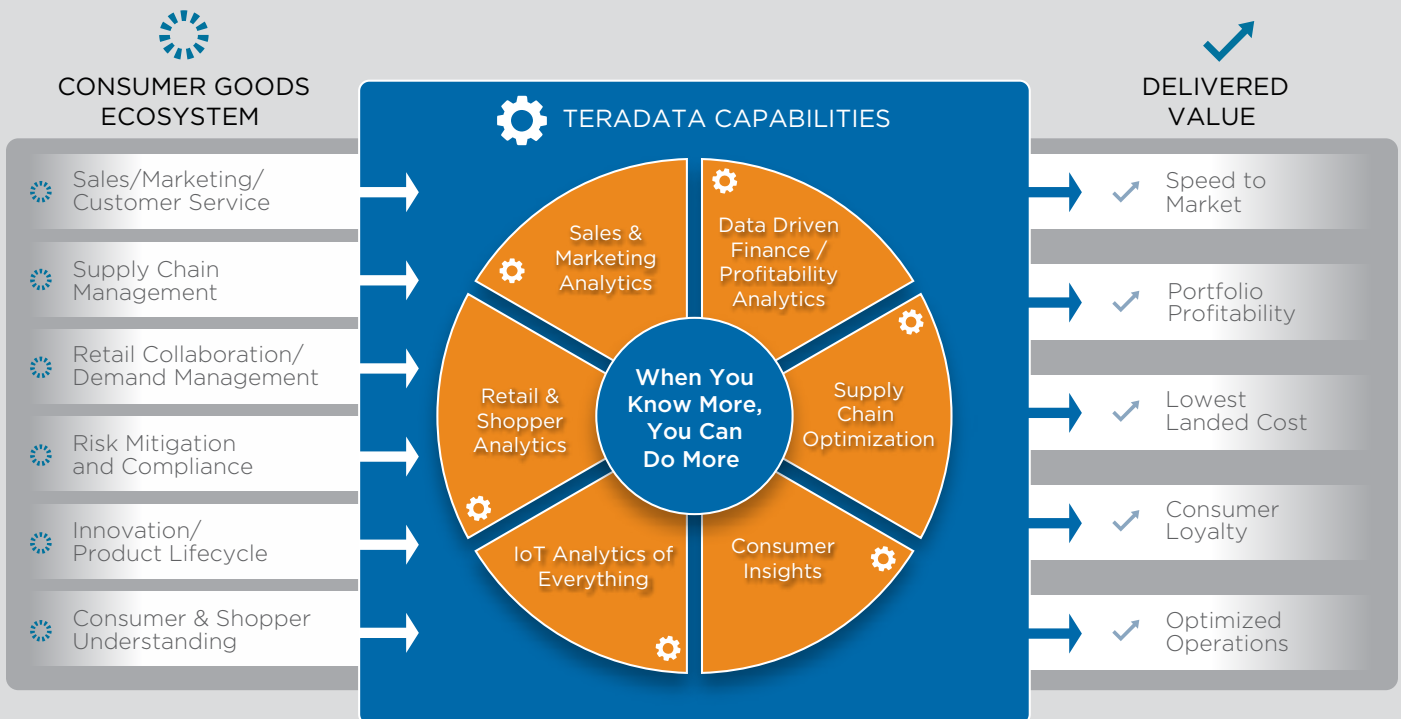 CONSUMER GOODS
ECOSYSTEM
Sales/Marketing/
Customer Service
Supply Chain
Management
Retail Collaboration/
Demand Management
Risk Mitigation
and Compliance
Innovation/
Product Lifecycle
Consumer & Shopper
Understanding
TERADATA CAPABILITIES
Sales &
Marketing
Analytics
Data Driven
Finance /
Profitability
Analytics
Retail &
Shopper
Analytics
When You
Know More,
You Can
Do More
Supply
Chain
Optimization
IoT Analytics of
Everything
Consumer
Insights
DELIVERED
VALUE
Speed to
Market
Portfolio
Profitability
Lowest
Landed Cost
Consumer
Loyalty
Optimized
Operations